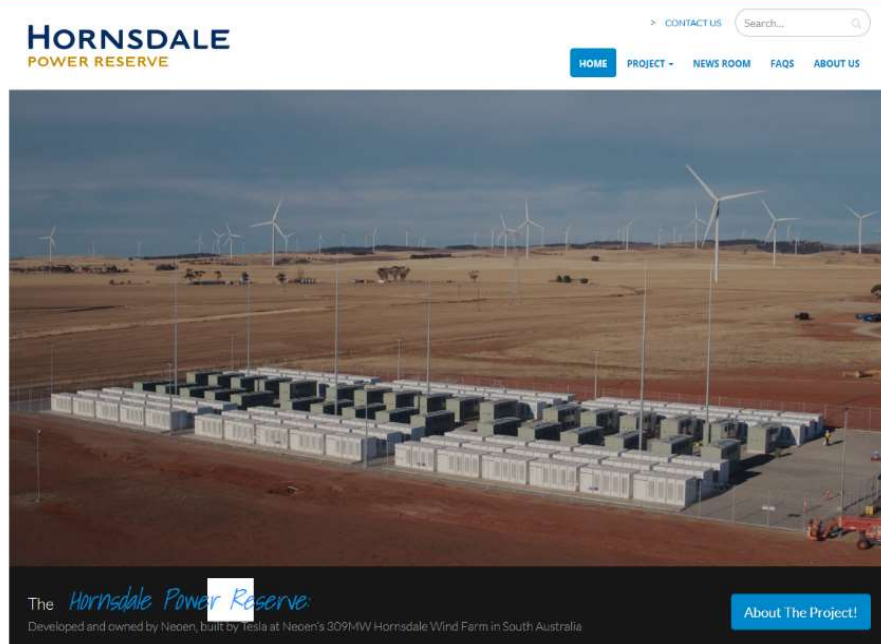 HORNSDALE
POWER RESERVE
> CONTACT US
Search...
HOME
PROJECT
NEWS ROOM
FAQS
ABOUT US
The Hornsdale Power Reserve:
Developed and owned by Neoen, built by Tesla at Neoen's 309MW Hornsdale Wind Farm in South Australia
About The Project!